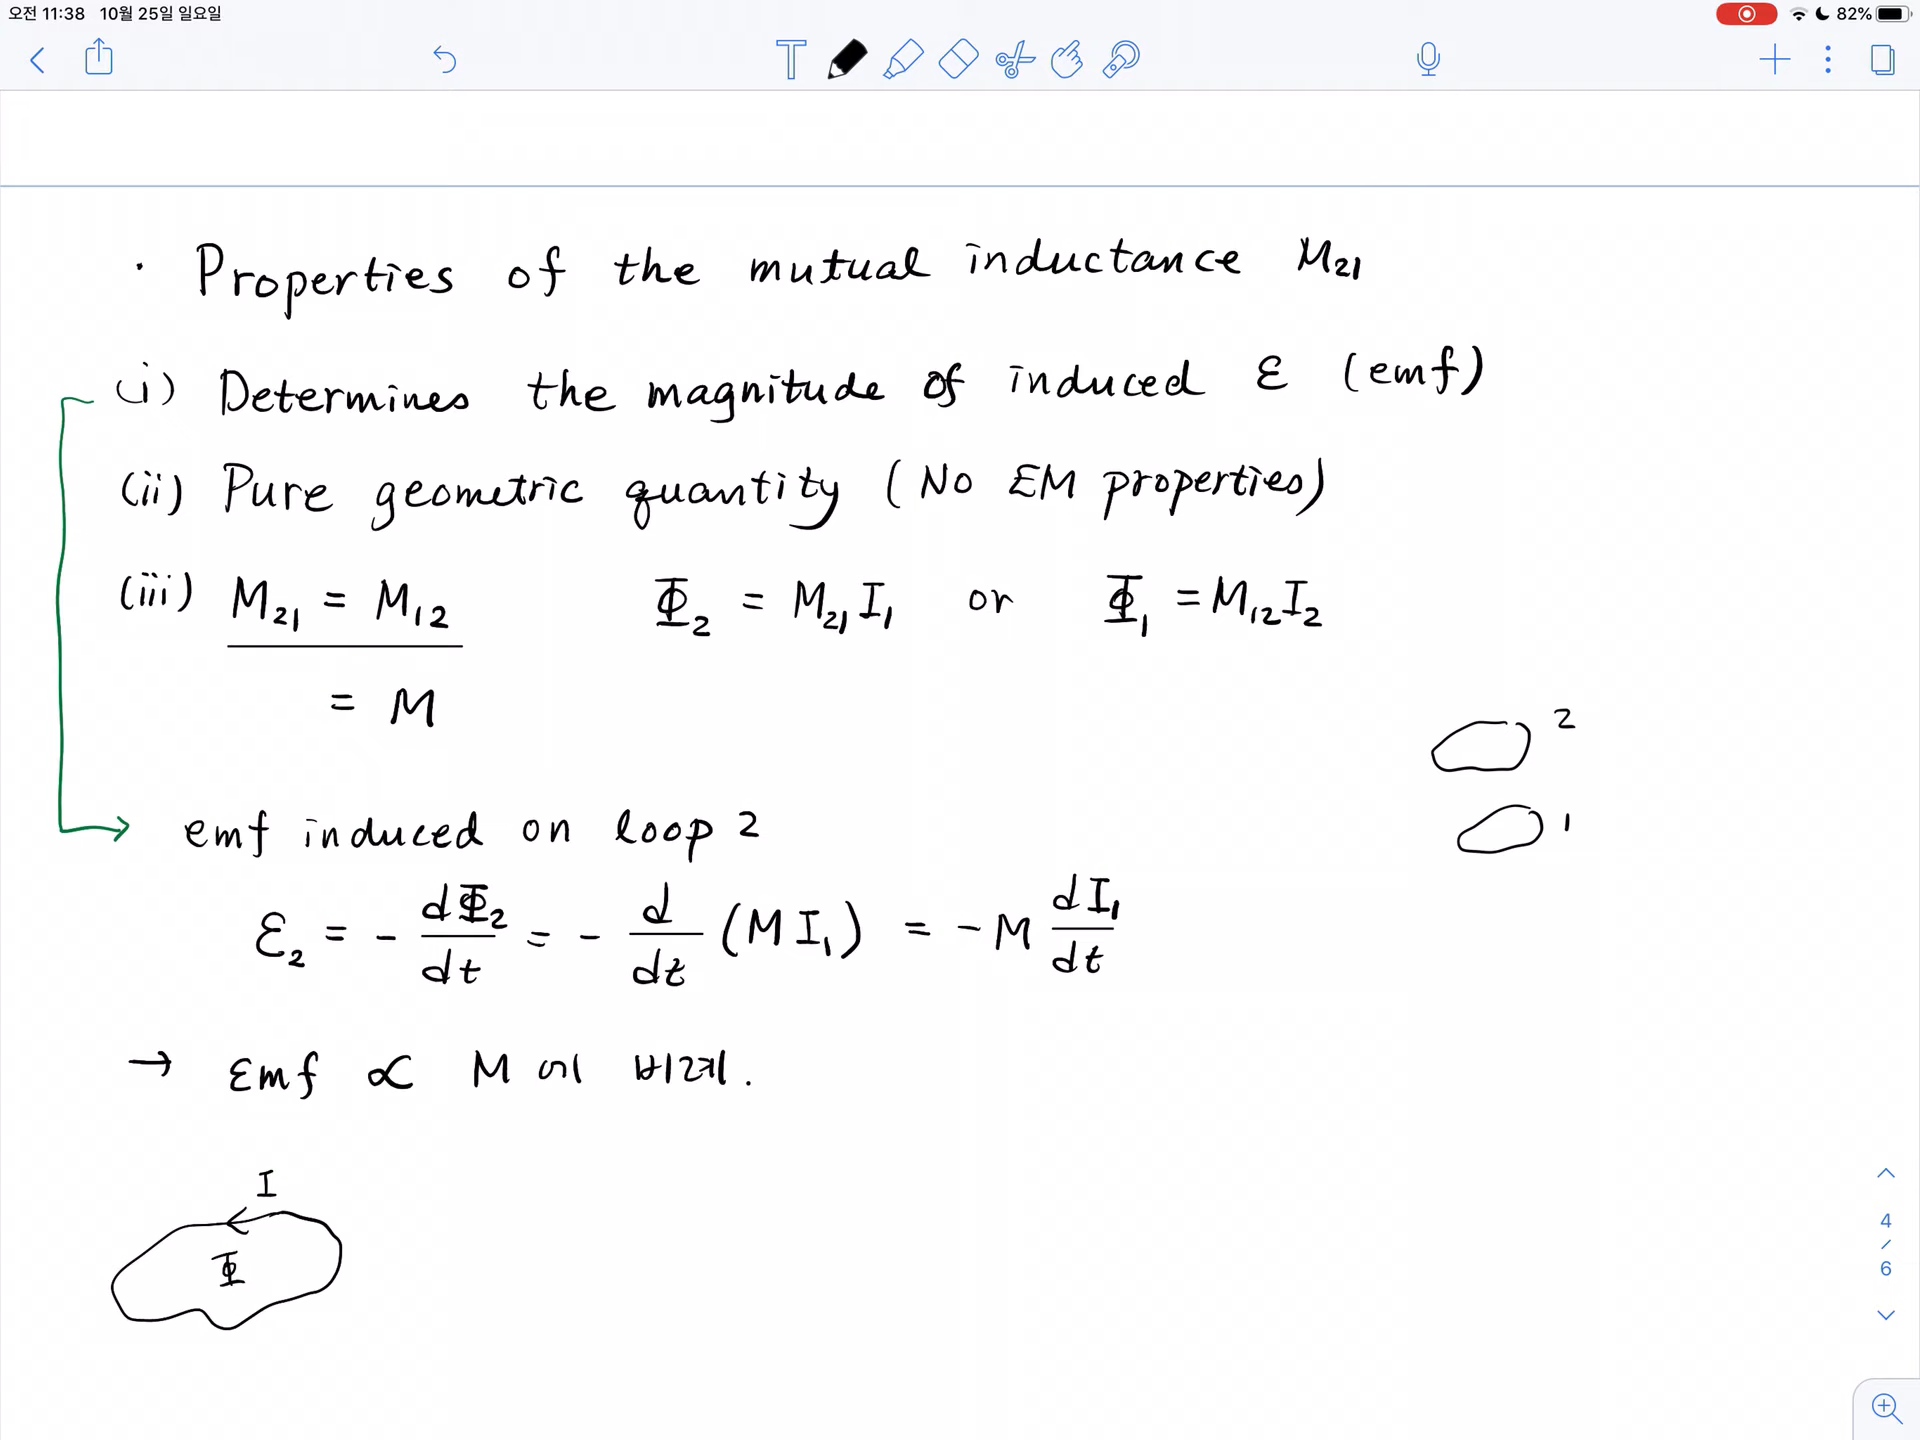 오전 11:38 10월 25일 일요일 82%
T
· Properties of the mutual inductance M₂₁
(i) Determines the magnitude of induced ε (emf)
(ii) Pure geometric quantity (No EM properties)
(iii) M₂₁ = M₁₂ Φ₂ = M₂₁I₁ or Φ₁ = M₁₂I₂
= M
2
1
emf induced on loop 2
ε₂ = - dΦ₂/dt = - d/dt (M I₁) = -M dI₁/dt
→ Emf ∝ M 에 비례.
I
Φ
4
/
6